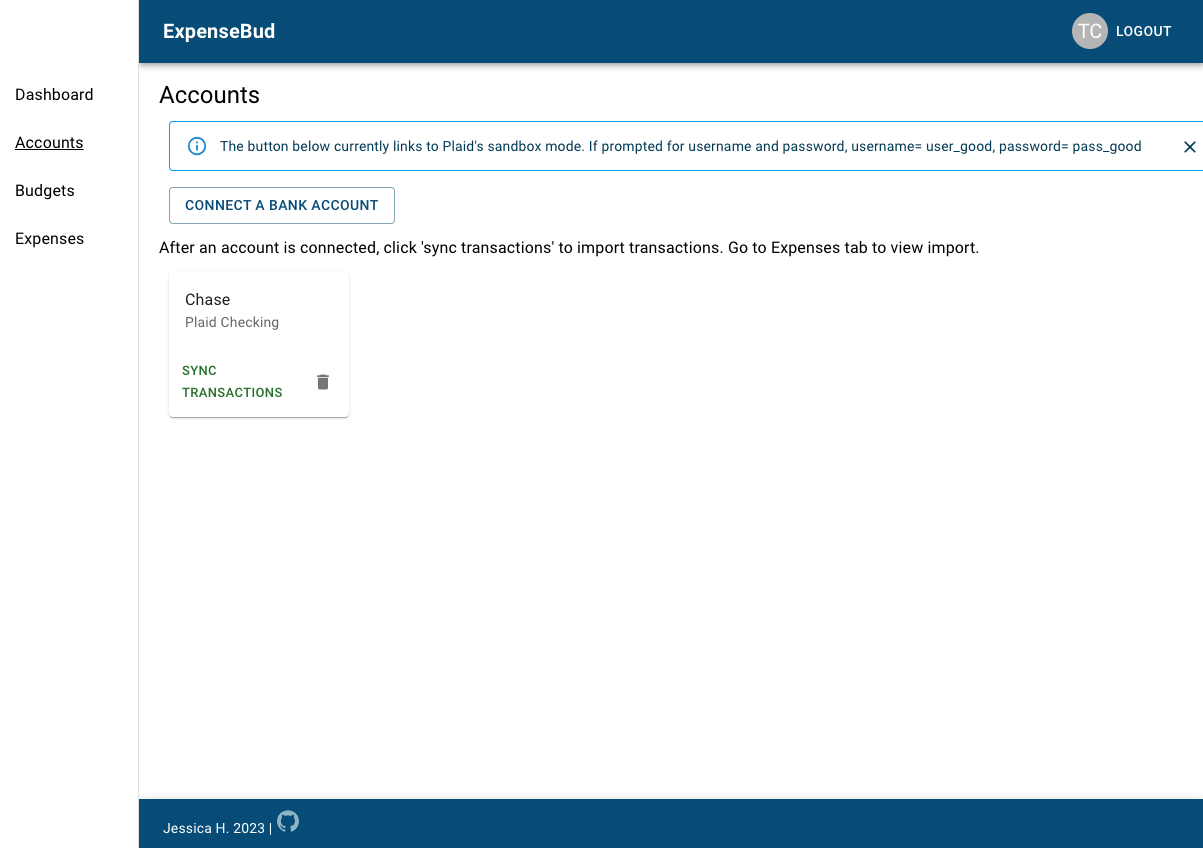 ExpenseBud
TC LOGOUT
Dashboard
Accounts
Budgets
Expenses
Accounts
The button below currently links to Plaid's sandbox mode. If prompted for username and password, username= user_good, password= pass_good
CONNECT A BANK ACCOUNT
After an account is connected, click 'sync transactions' to import transactions. Go to Expenses tab to view import.
Chase
Plaid Checking
SYNC
TRANSACTIONS
Jessica H. 2023 |